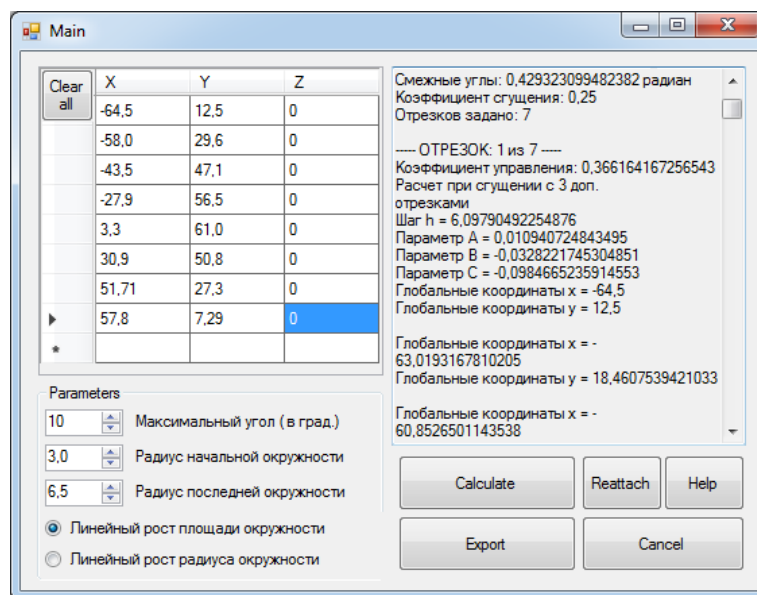 Main
Clear all X Y Z
-64,5 12,5 0
-58,0 29,6 0
-43,5 47,1 0
-27,9 56,5 0
3,3 61,0 0
30,9 50,8 0
51,71 27,3 0
57,8 7,29 0
Parameters
10 Максимальный угол ( в град.)
3,0 Радиус начальной окружности
6,5 Радиус последней окружности
Линейный рост площади окружности
Линейный рост радиуса окружности
Смежные углы: 0,429323099482382 радиан
Коэффициент сгущения: 0,25
Отрезков задано: 7
----- ОТРЕЗОК: 1 из 7 -----
Коэффициент управления: 0,366164167256543
Расчет при сгущении с 3 доп.
отрезками
Шаг h = 6,09790492254876
Параметр A = 0,010940724843495
Параметр B = -0,0328221745304851
Параметр C = -0,0984665235914553
Глобальные координаты x = -64,5
Глобальные координаты y = 12,5
Глобальные координаты x = -
63,0193167810205
Глобальные координаты y = 18,4607539421033
Глобальные координаты x = -
60,8526501143538
Calculate Reattach Help
Export Cancel